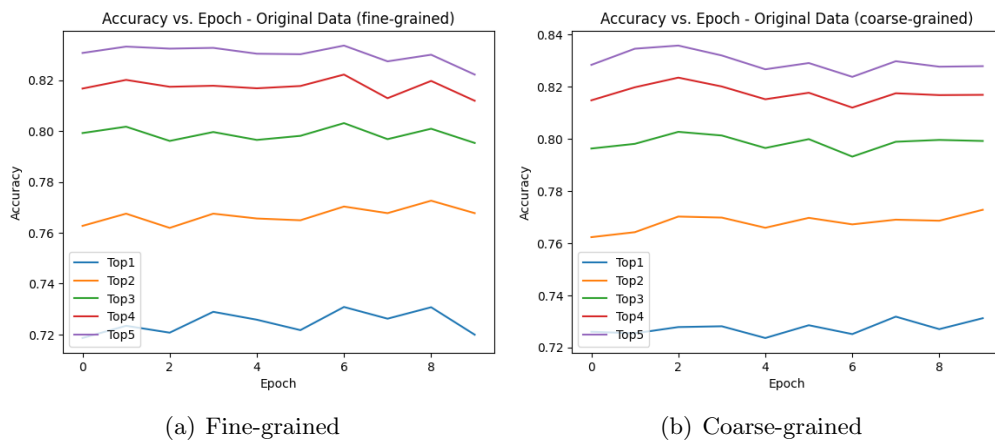 Accuracy vs. Epoch - Original Data (fine-grained)
Accuracy
0.82
0.80
0.78
0.76
0.74
0.72
Top1
Top2
Top3
Top4
Top5
0 2 4 6 8
Epoch
(a) Fine-grained
Accuracy vs. Epoch - Original Data (coarse-grained)
Accuracy
0.84
0.82
0.80
0.78
0.76
0.74
0.72
Top1
Top2
Top3
Top4
Top5
0 2 4 6 8
Epoch
(b) Coarse-grained